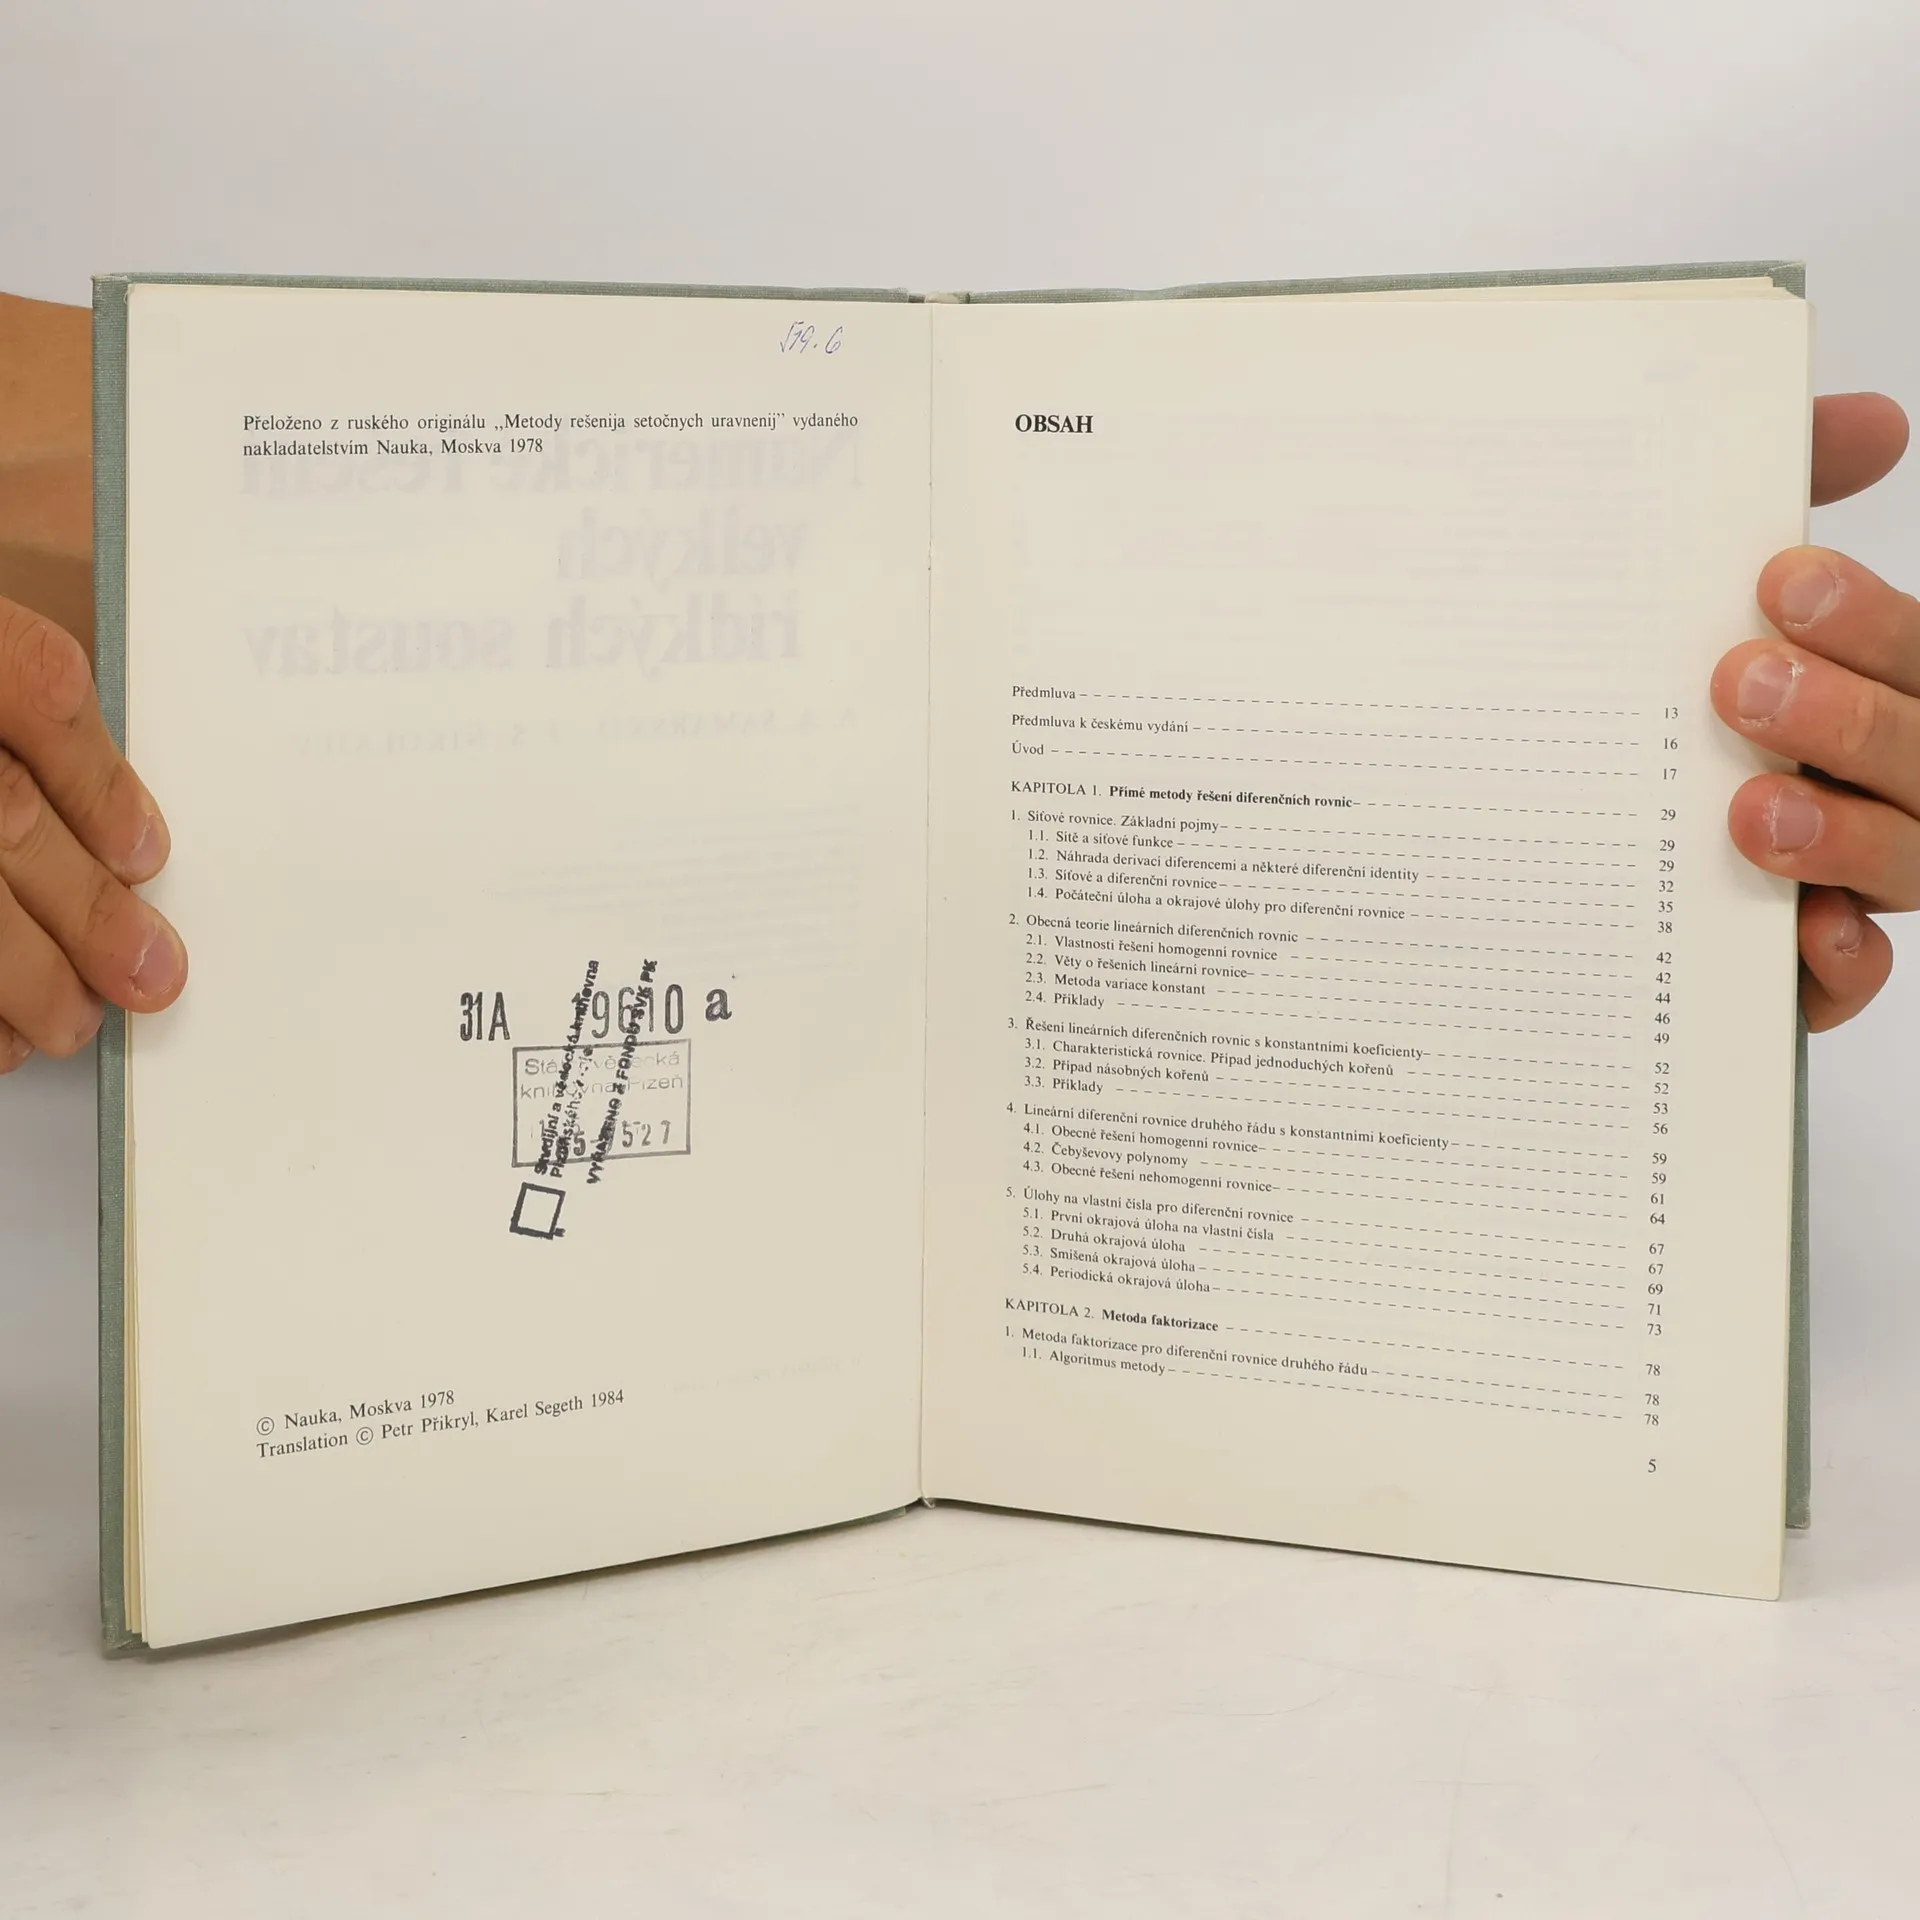 519.6
Přeloženo z ruského originálu „Metody rešenija setočnych uravnenij” vydaného
nakladatelstvím Nauka, Moskva 1978
31A 9610 a
Studijní a vědecká knihovna
Plzeňského kraje
VYŘAZENO Z FONDU SVK PK
© Nauka, Moskva 1978
Translation © Petr Přikryl, Karel Segeth 1984
OBSAH
Předmluva 13
Předmluva k českému vydání 16
Úvod 17
KAPITOLA 1. Přímé metody řešení diferenčních rovnic 29
1. Síťové rovnice. Základní pojmy 29
1.1. Sítě a síťové funkce 29
1.2. Náhrada derivací diferencemi a některé diferenční identity 32
1.3. Síťové a diferenční rovnice 35
1.4. Počáteční úloha a okrajové úlohy pro diferenční rovnice 38
2. Obecná teorie lineárních diferenčních rovnic 42
2.1. Vlastnosti řešení homogenní rovnice 42
2.2. Věty o řešeních lineární rovnice 44
2.3. Metoda variace konstant 46
2.4. Příklady 49
3. Řešení lineárních diferenčních rovnic s konstantními koeficienty 52
3.1. Charakteristická rovnice. Případ jednoduchých kořenů 52
3.2. Případ násobných kořenů 53
3.3. Příklady 56
4. Lineární diferenční rovnice druhého řádu s konstantními koeficienty 59
4.1. Obecné řešení homogenní rovnice 59
4.2. Čebyševovy polynomy 61
4.3. Obecné řešení nehomogenní rovnice 64
5. Úlohy na vlastní čísla pro diferenční rovnice 67
5.1. První okrajová úloha na vlastní čísla 67
5.2. Druhá okrajová úloha 69
5.3. Smíšená okrajová úloha 71
5.4. Periodická okrajová úloha 73
KAPITOLA 2. Metoda faktorizace 78
1. Metoda faktorizace pro diferenční rovnice druhého řádu 78
1.1. Algoritmus metody 78
5